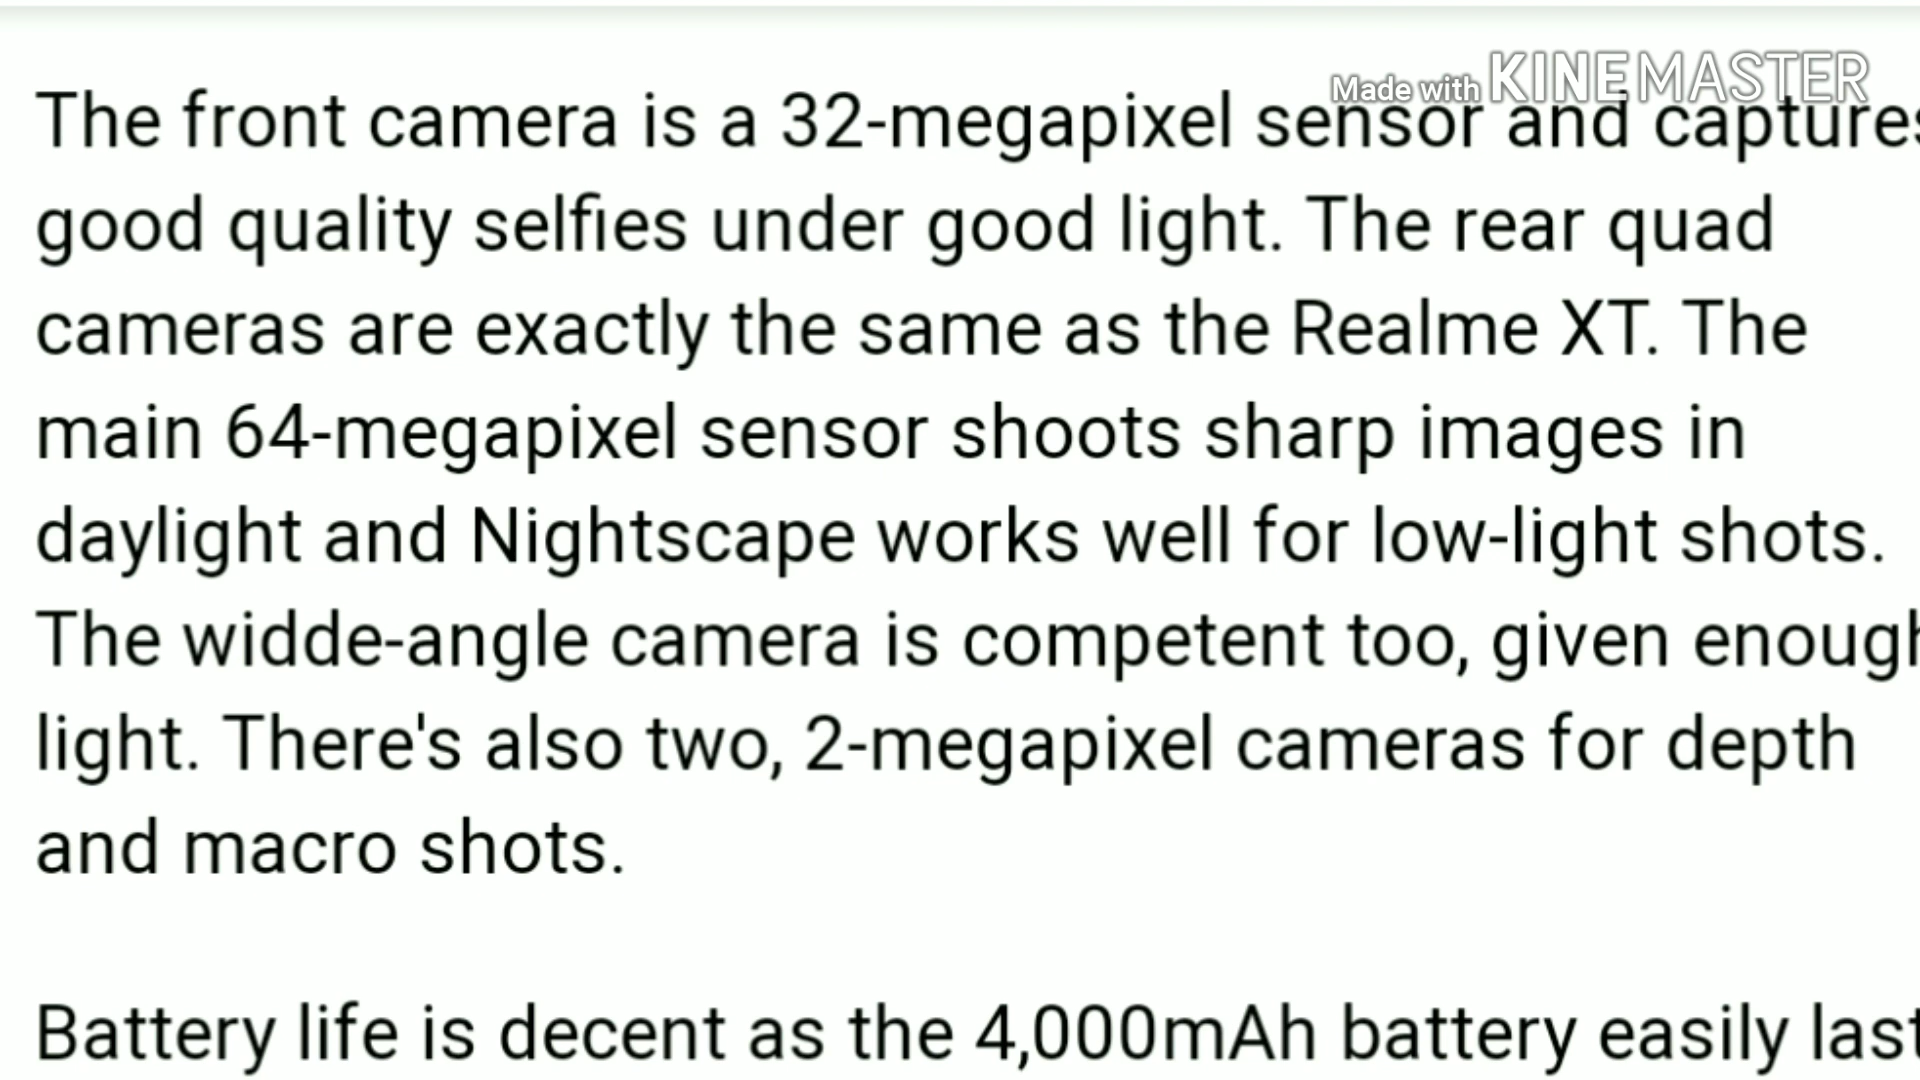 Made with KINEMASTER
The front camera is a 32-megapixel sensor and captures
good quality selfies under good light. The rear quad
cameras are exactly the same as the Realme XT. The
main 64-megapixel sensor shoots sharp images in
daylight and Nightscape works well for low-light shots.
The widde-angle camera is competent too, given enough
light. There's also two, 2-megapixel cameras for depth
and macro shots.
Battery life is decent as the 4,000mAh battery easily last